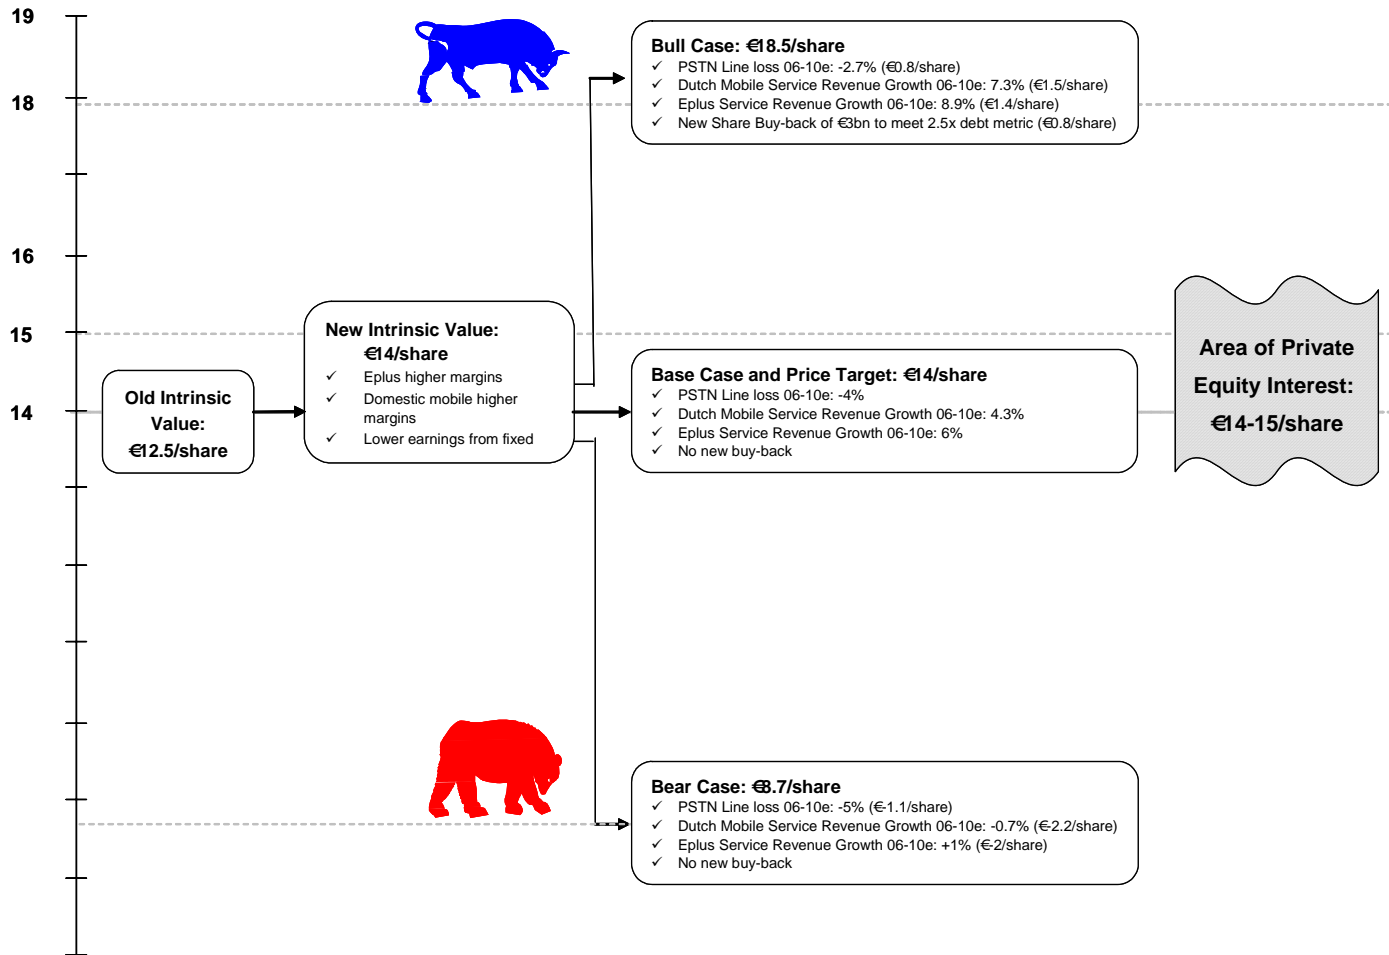 19
18
16
15
14
Old Intrinsic
Value:
€12.5/share
New Intrinsic Value:
€14/share
✓ Eplus higher margins
✓ Domestic mobile higher
margins
✓ Lower earnings from fixed
Bull Case: €18.5/share
✓ PSTN Line loss 06-10e: -2.7% (€0.8/share)
✓ Dutch Mobile Service Revenue Growth 06-10e: 7.3% (€1.5/share)
✓ Eplus Service Revenue Growth 06-10e: 8.9% (€1.4/share)
✓ New Share Buy-back of €3bn to meet 2.5x debt metric (€0.8/share)
Base Case and Price Target: €14/share
✓ PSTN Line loss 06-10e: -4%
✓ Dutch Mobile Service Revenue Growth 06-10e: 4.3%
✓ Eplus Service Revenue Growth 06-10e: 6%
✓ No new buy-back
Bear Case: €8.7/share
✓ PSTN Line loss 06-10e: -5% (€-1.1/share)
✓ Dutch Mobile Service Revenue Growth 06-10e: -0.7% (€-2.2/share)
✓ Eplus Service Revenue Growth 06-10e: +1% (€-2/share)
✓ No new buy-back
Area of Private
Equity Interest:
€14-15/share